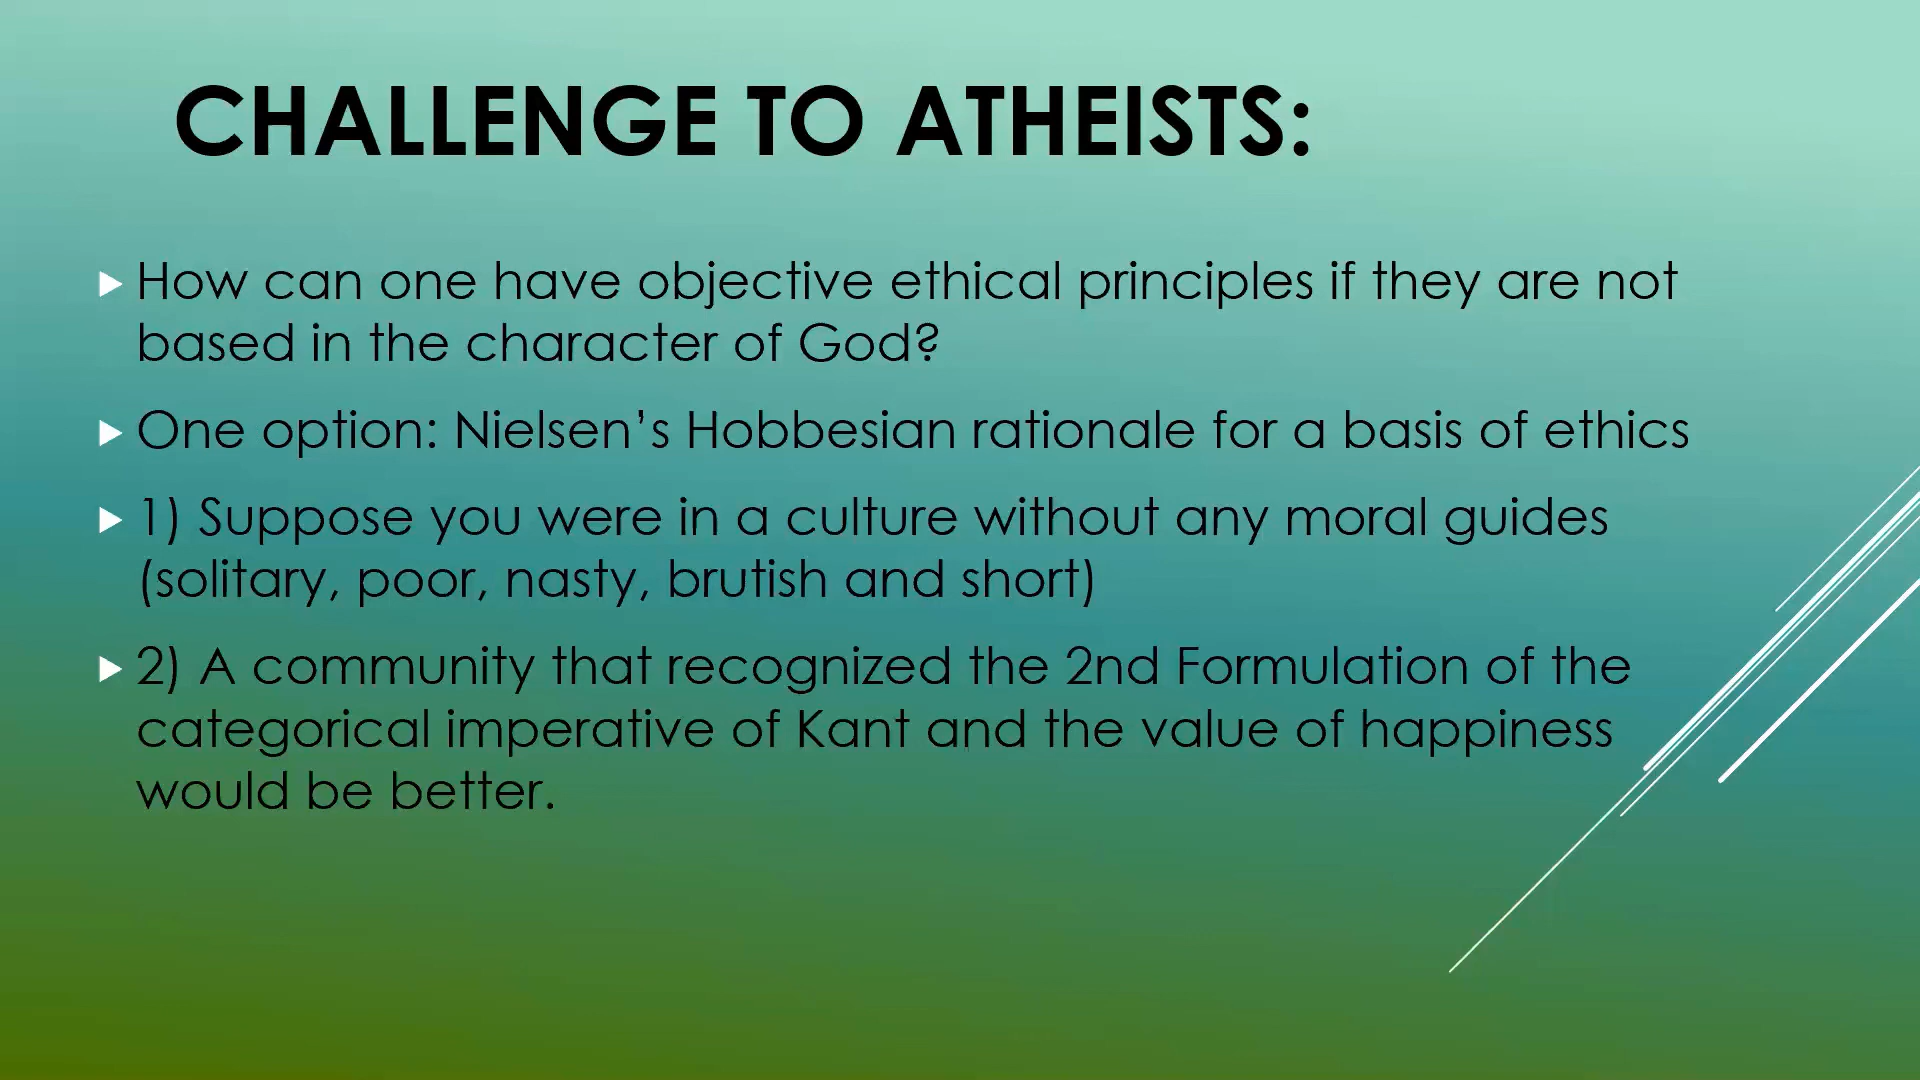 CHALLENGE TO ATHEISTS:
How can one have objective ethical principles if they are not
based in the character of God?
One option: Nielsen’s Hobbesian rationale for a basis of ethics
1) Suppose you were in a culture without any moral guides
(solitary, poor, nasty, brutish and short)
2) A community that recognized the 2nd Formulation of the
categorical imperative of Kant and the value of happiness
would be better.